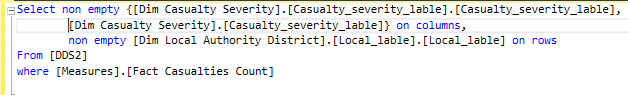 Select non empty {[Dim Casualty Severity].[Casualty_severity_lable].[Casualty_severity_lable],
[Dim Casualty Severity].[Casualty_severity_lable]} on columns,
non empty [Dim Local Authority District].[Local_lable].[Local_lable] on rows
From [DDS2]
where [Measures].[Fact Casualties Count]